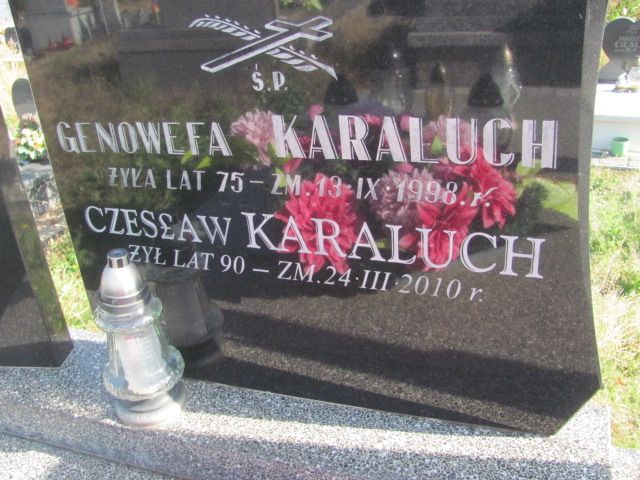 Ś.P.
GENOWEFA KARALUCH
ŻYŁA LAT 75 – ZM. 13·IX·1998 r.
CZESŁAW KARALUCH
ŻYŁ LAT 90 – ZM. 24·III·2010 r.